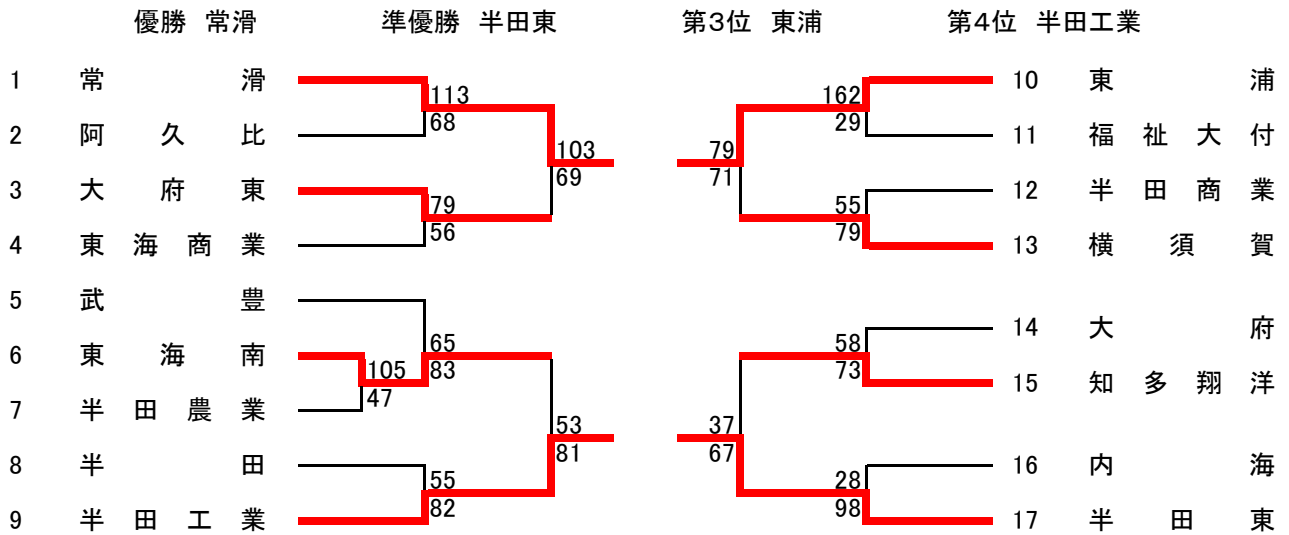 優勝 常滑 準優勝 半田東 第3位 東浦 第4位 半田工業
1 常滑 10 東浦
113 162
68 29
2 阿久比 11 福祉大付
103 79
69 71
3 大府東 12 半田商業
79 55
56 79
4 東海商業 13 横須賀
5 武豊
14 大府
65 58
6 東海南
105 83 73
15 知多翔洋
47
7 半田農業
53 37
81 67
8 半田 16 内海
55 28
82 98
9 半田工業 17 半田東